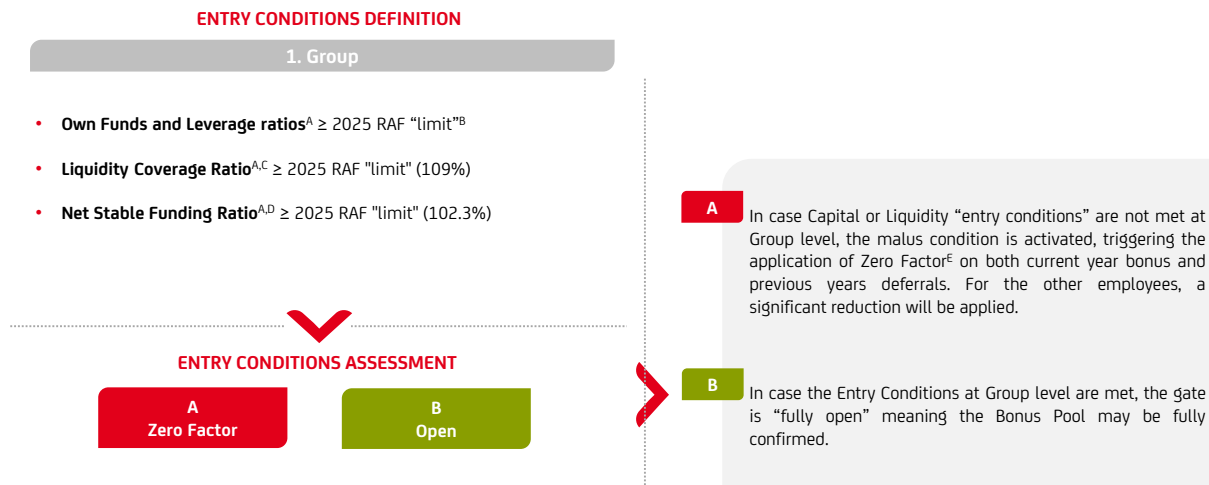 ENTRY CONDITIONS DEFINITION
1. Group
• Own Funds and Leverage ratiosᴬ ≥ 2025 RAF “limit”ᴮ
• Liquidity Coverage Ratioᴬ,ᶜ ≥ 2025 RAF "limit" (109%)
• Net Stable Funding Ratioᴬ,ᴰ ≥ 2025 RAF "limit" (102.3%)
ENTRY CONDITIONS ASSESSMENT
A
Zero Factor
B
Open
A
In case Capital or Liquidity “entry conditions” are not met at
Group level, the malus condition is activated, triggering the
application of Zero Factorᴱ on both current year bonus and
previous years deferrals. For the other employees, a
significant reduction will be applied.
B
In case the Entry Conditions at Group level are met, the gate
is “fully open” meaning the Bonus Pool may be fully
confirmed.